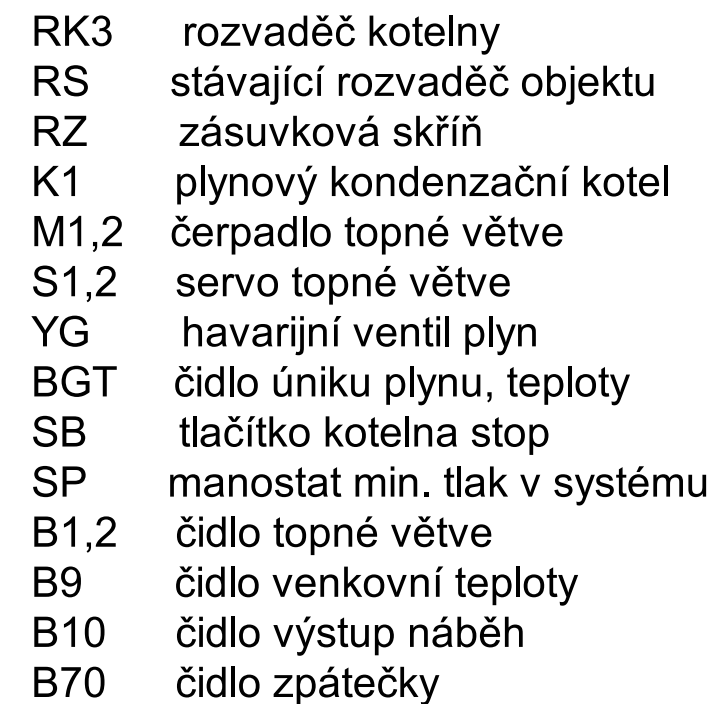 RK3 rozvaděč kotelny
RS stávající rozvaděč objektu
RZ zásuvková skříň
K1 plynový kondenzační kotel
M1,2 čerpadlo topné větve
S1,2 servo topné větve
YG havarijní ventil plyn
BGT čidlo úniku plynu, teploty
SB tlačítko kotelna stop
SP manostat min. tlak v systému
B1,2 čidlo topné větve
B9 čidlo venkovní teploty
B10 čidlo výstup náběh
B70 čidlo zpátečky